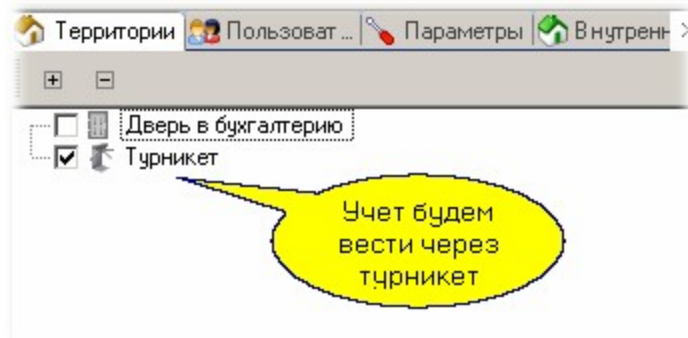 Территории Пользоват ... Параметры Внутренн
Дверь в бухгалтерию
Турникет
Учет будем
вести через
турникет